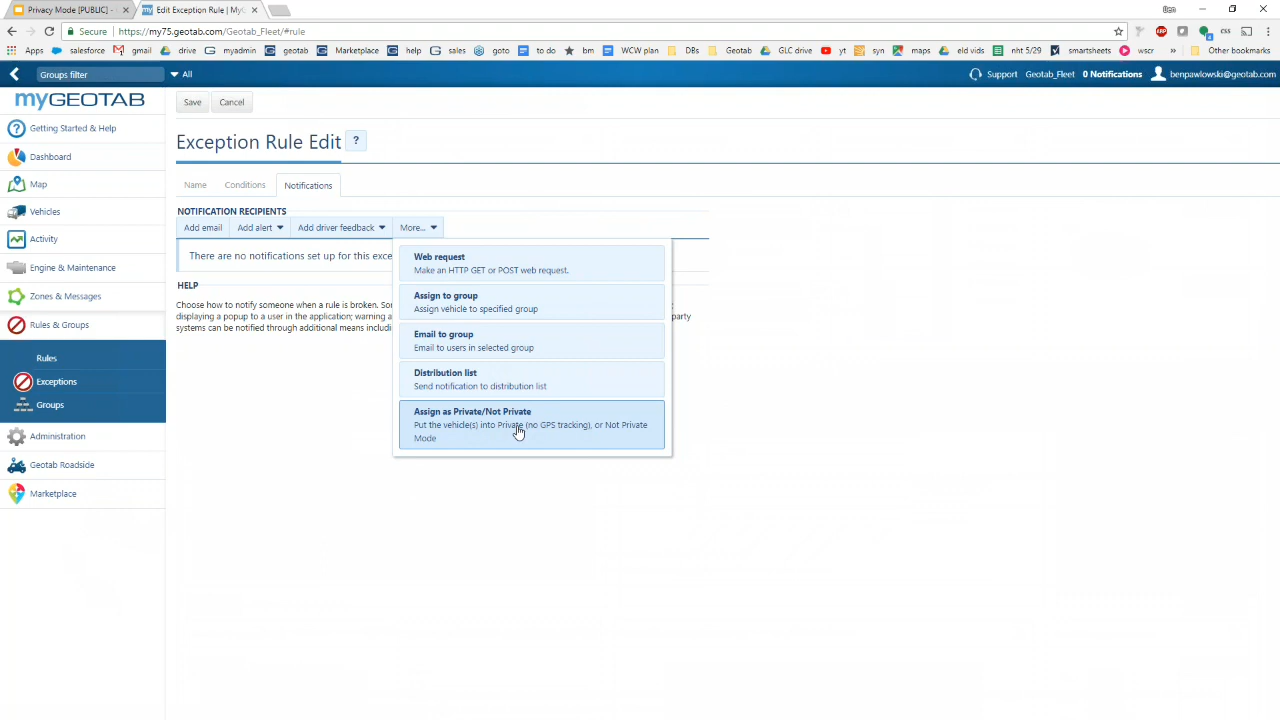 Privacy Mode [PUBLIC] -
Edit Exception Rule | MyG
Ben
Secure
https://my75.geotab.com/Geotab_Fleet/#rule
Apps salesforce gmail drive myadmin geotab Marketplace help sales goto to do bm WCW plan DBs Geotab GLC drive yt syn maps eld vids nht 5/29 smartsheets wscr » Other bookmarks
Groups filter All Support Geotab_Fleet 0 Notifications benpawlowski@geotab.com
myGEOTAB
Save Cancel
Getting Started & Help
Dashboard
Map
Vehicles
Activity
Engine & Maintenance
Zones & Messages
Rules & Groups
Rules
Exceptions
Groups
Administration
Geotab Roadside
Marketplace
Exception Rule Edit ?
Name Conditions Notifications
NOTIFICATION RECIPIENTS
Add email Add alert Add driver feedback More...
There are no notifications set up for this exce
HELP
Choose how to notify someone when a rule is broken. So
displaying a popup to a user in the application; warning a party
systems can be notified through additional means includi
Web request
Make an HTTP GET or POST web request.
Assign to group
Assign vehicle to specified group
Email to group
Email to users in selected group
Distribution list
Send notification to distribution list
Assign as Private/Not Private
Put the vehicle(s) into Private (no GPS tracking), or Not Private
Mode